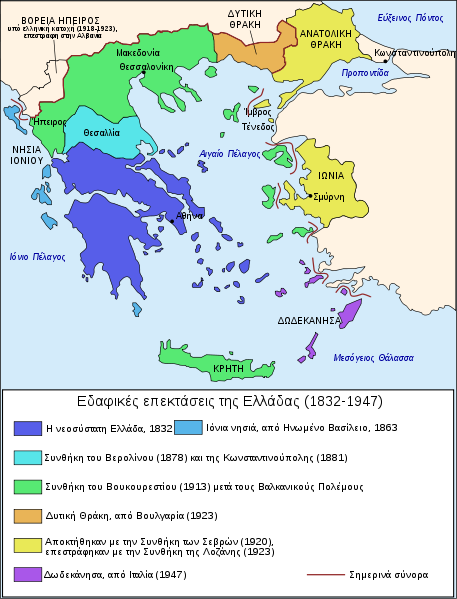 ΒΟΡΕΙΑ ΗΠΕΙΡΟΣ
υπό ελληνική κατοχή (1918-1923),
επεστράφη στην Αλβανία
ΔΥΤΙΚΗ
ΘΡΑΚΗ
ΑΝΑΤΟΛΙΚΗ
ΘΡΑΚΗ
Εύξεινος Πόντος
Κωνσταντινούπολη
Προποντίδα
Μακεδονία
Θεσσαλονίκη
Ήπειρος
Θεσσαλία
Ίμβρος
Τένεδος
ΝΗΣΙΑ
ΙΟΝΙΟΥ
Αιγαίο Πέλαγος
ΙΩΝΙΑ
Σμύρνη
Αθήνα
Ιόνιο Πέλαγος
ΔΩΔΕΚΑΝΗΣΑ
Μεσόγειος Θάλασσα
ΚΡΗΤΗ
Εδαφικές επεκτάσεις της Ελλάδας (1832-1947)
Η νεοσύστατη Ελλάδα, 1832
Ιόνια νησιά, από Ηνωμένο Βασίλειο, 1863
Συνθήκη του Βερολίνου (1878) και της Κωνσταντινούπολης (1881)
Συνθήκη του Βουκουρεστίου (1913) μετά τους Βαλκανικούς Πολέμους
Δυτική Θράκη, από Βουλγαρία (1923)
Αποκτήθηκαν με την Συνθήκη των Σεβρών (1920),
επεστράφηκαν με την Συνθήκη της Λοζάνης (1923)
Δωδεκάνησα, από Ιταλία (1947)
Σημερινά σύνορα